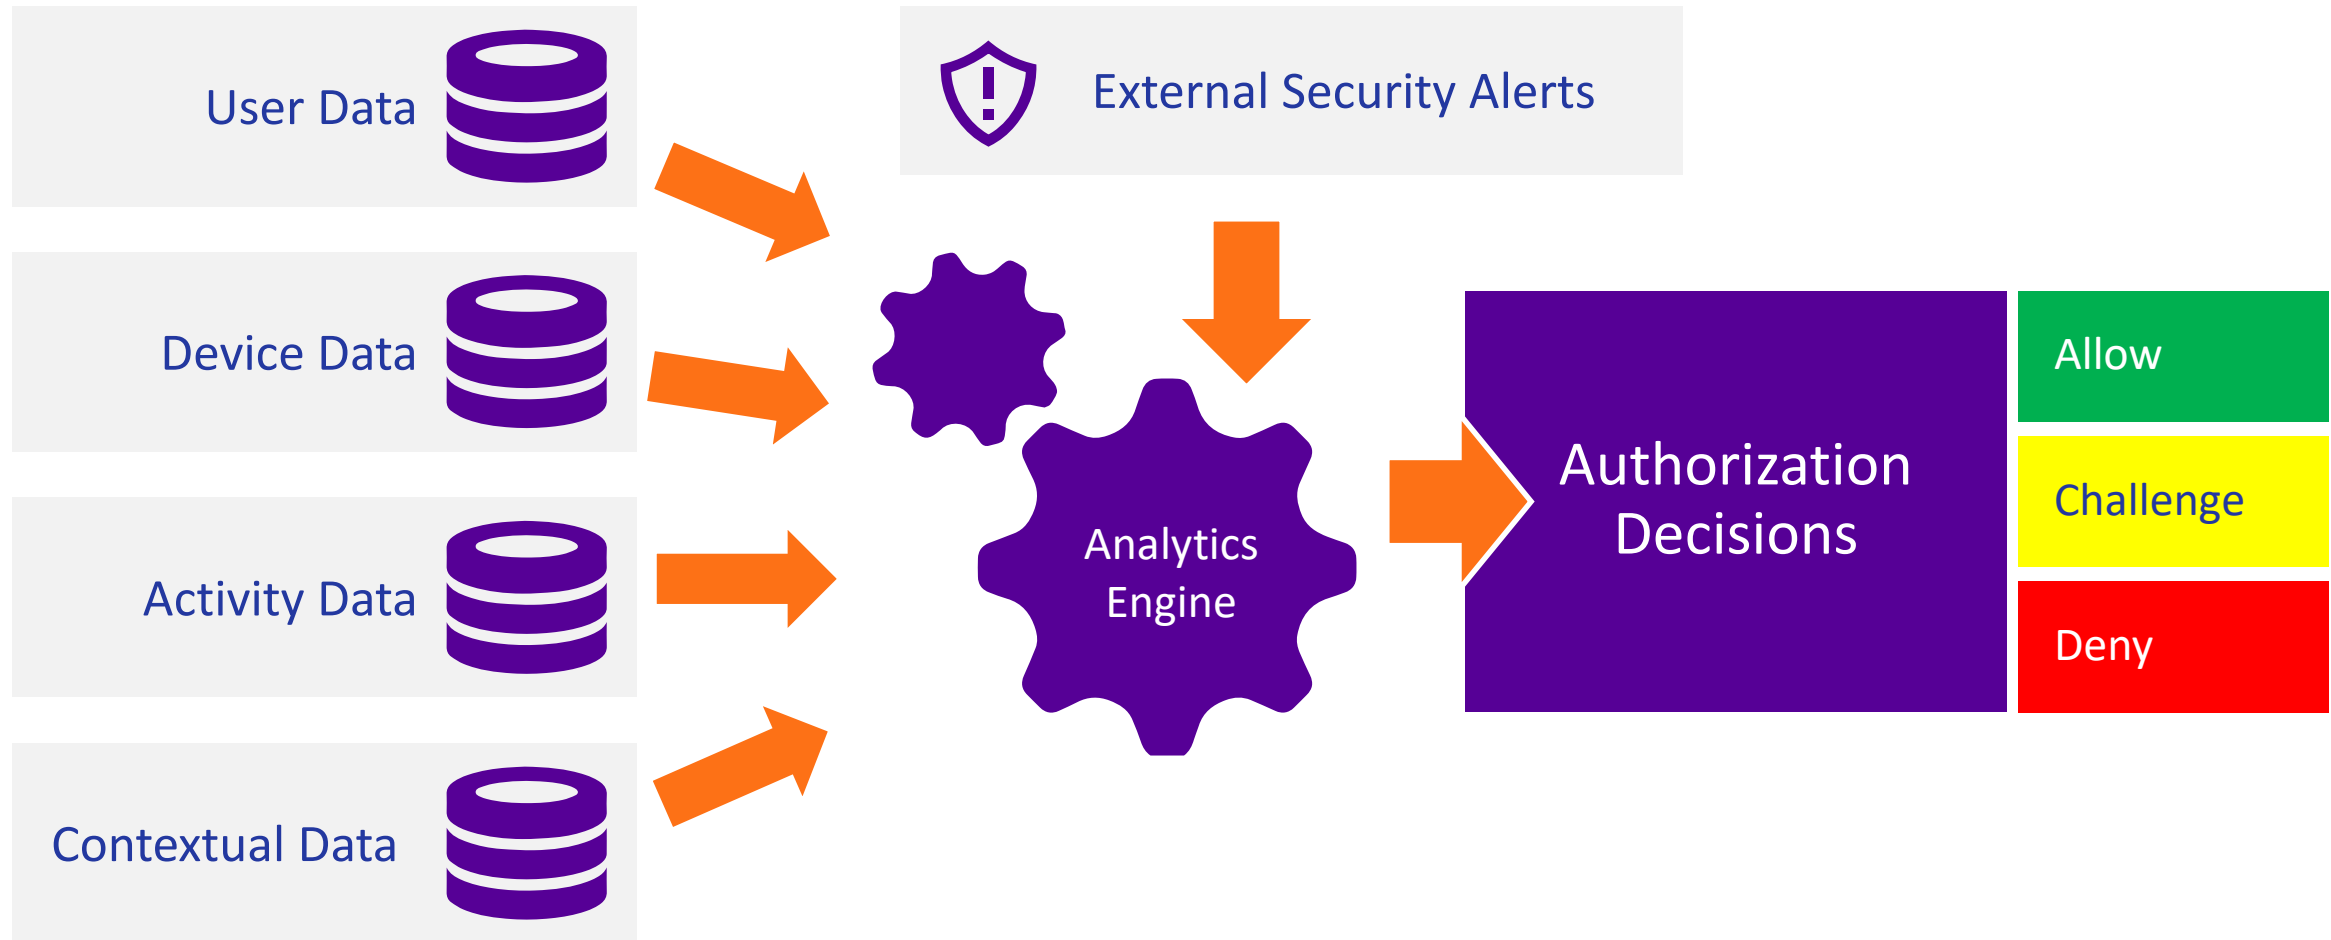 User Data
External Security Alerts
Device Data
Activity Data
Contextual Data
Analytics
Engine
Authorization
Decisions
Allow
Challenge
Deny